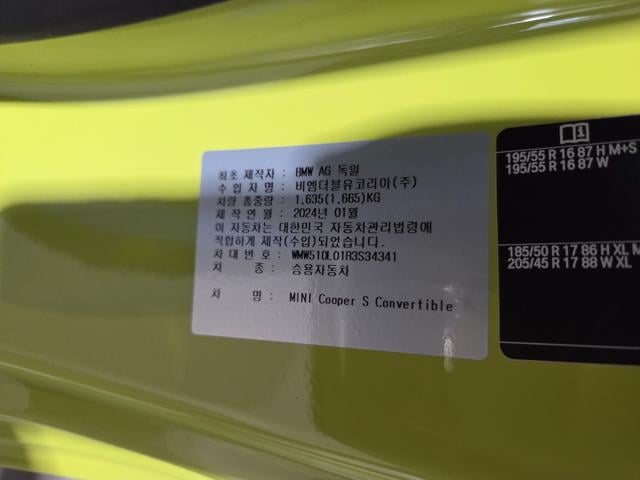 최초 제작자 : BMW AG 독일
수 입 자 명 : 비엠더블유코리아(주)
차량 총중량 : 1,635(1,665)KG
제 작 연 월 : 2024년 01월
이 자동차는 대한민국 자동차관리법령에
적합하게 제작(수입)되었습니다.
차 대 번 호 : WMW51DL01R3S34341
차 종 : 승용자동차
차 명 : MINI Cooper S Convertible
195/55 R 16 87 H M+S
195/55 R 16 87 W
185/50 R 17 86 H XL M
205/45 R 17 88 W XL